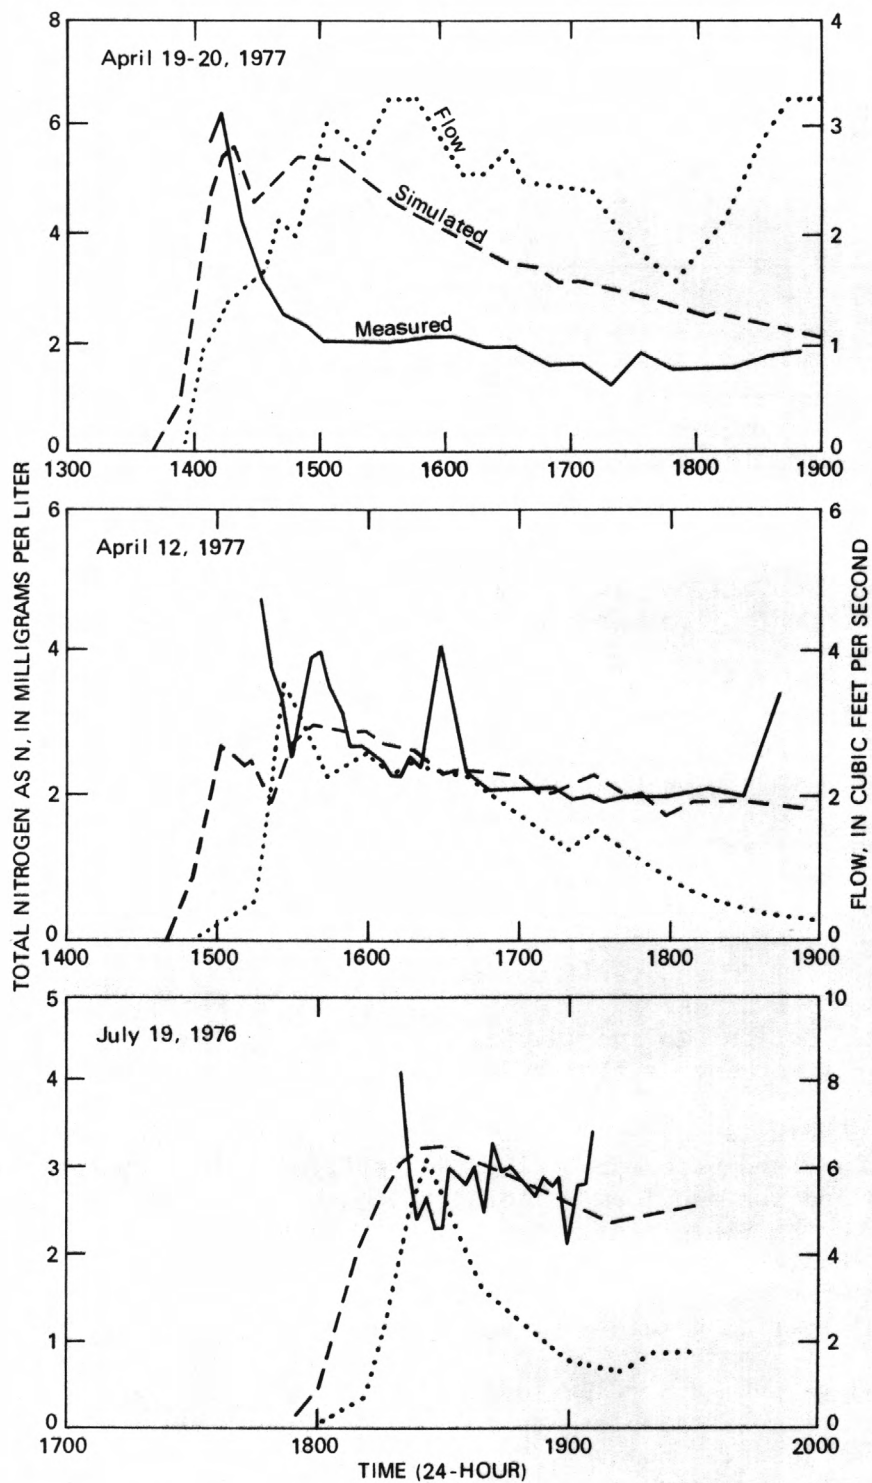 April 19-20, 1977
8
6
4
2
0
4
3
2
1
0
Flow
Simulated
Measured
1300 1400 1500 1600 1700 1800 1900
April 12, 1977
6
4
2
0
6
4
2
0
1400 1500 1600 1700 1800 1900
July 19, 1976
5
4
3
2
1
0
10
8
6
4
2
0
1700 1800 1900 2000
TIME (24-HOUR)
TOTAL NITROGEN AS N, IN MILLIGRAMS PER LITER
FLOW, IN CUBIC FEET PER SECOND